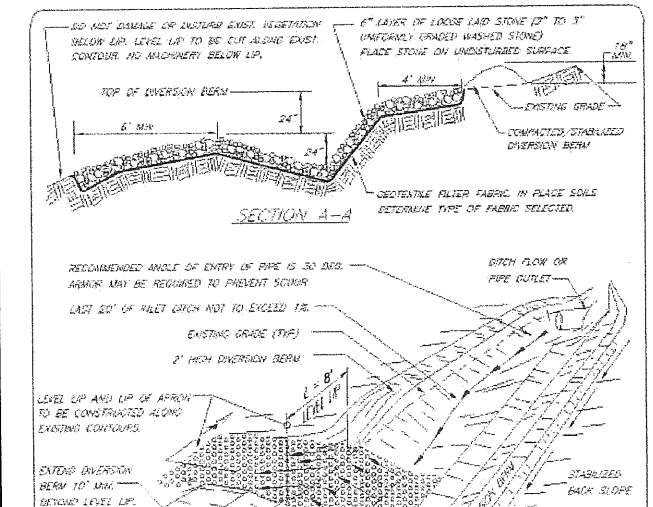 DO NOT DAMAGE OR DISTURB EXIST. VEGETATION
BELOW LIP. LEVEL LIP TO BE CUT ALONG EXIST.
CONTOUR. NO MACHINERY BELOW LIP.
6" LAYER OF LOOSE LAID STONE (2" TO 3"
UNIFORMLY GRADED WASHED STONE)
PLACE STONE ON UNDISTURBED SURFACE.
18"
MIN.
TOP OF DIVERSION BERM
4' MIN
6' MIN
24"
24"
EXISTING GRADE
COMPACTED/STABILIZED
DIVERSION BERM
GEOTEXTILE FILTER FABRIC. IN PLACE SOILS
DETERMINE TYPE OF FABRIC SELECTED.
SECTION A-A
RECOMMENDED ANGLE OF ENTRY OF PIPE IS 30 DEG.
ARMOR MAY BE REQUIRED TO PREVENT SCOUR.
DITCH FLOW OR
PIPE OUTLET
LAST 20' OF INLET DITCH NOT TO EXCEED 1%.
EXISTING GRADE (TYP)
2' HIGH DIVERSION BERM
L = 8'
LEVEL LIP
LEVEL LIP AND LIP OF APRON
TO BE CONSTRUCTED ALONG
EXISTING CONTOURS.
EXTEND DIVERSION
BERM 10' MIN.
BEYOND LEVEL LIP.
BERM
STABILIZED
BACK SLOPE